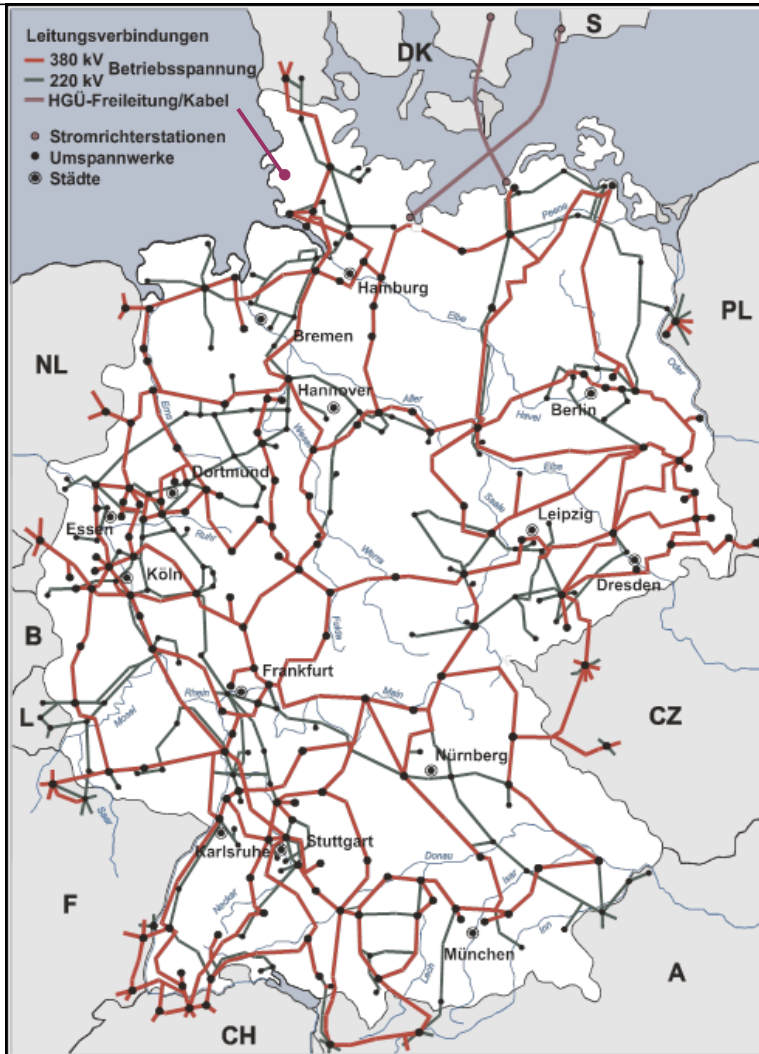 Leitungsverbindungen
380 kV
220 kV
Betriebsspannung
HGÜ-Freileitung/Kabel
Stromrichterstationen
Umspannwerke
Städte
DK
S
Peene
Hamburg
Elbe
PL
Bremen
NL
Oder
Hannover
Ems
Aller
Havel
Berlin
Weser
Dortmund
Elbe
Saale
Essen
Leipzig
Ruhr
Werra
Köln
Dresden
B
Fulda
Frankfurt
Rhein
Main
L
Mosel
CZ
Nürnberg
Saar
Karlsruhe
Stuttgart
Donau
Isar
F
Neckar
Inn
München
Lech
A
CH